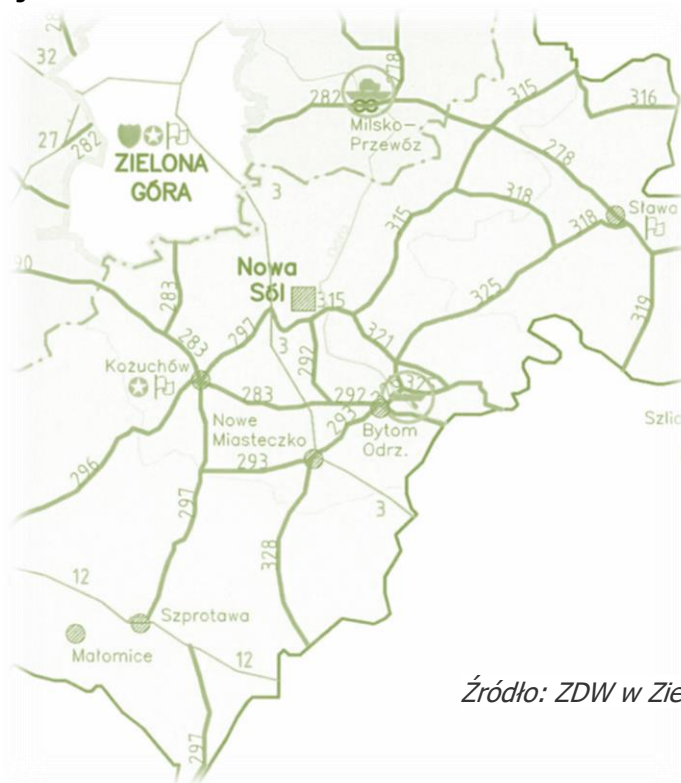 32
278
282
Milsko-
Przewóz
315
316
27
282
ZIELONA
GÓRA
3
278
318
318
Sława
315
Nowa
Sól
315
325
319
283
297
3
292
321
283
Kożuchów
283
292
293
Bytom
Odrz.
Nowe
Miasteczko
293
296
297
3
328
12
Szprotawa
Małomice
12
297
Źródło: ZDW w Zie